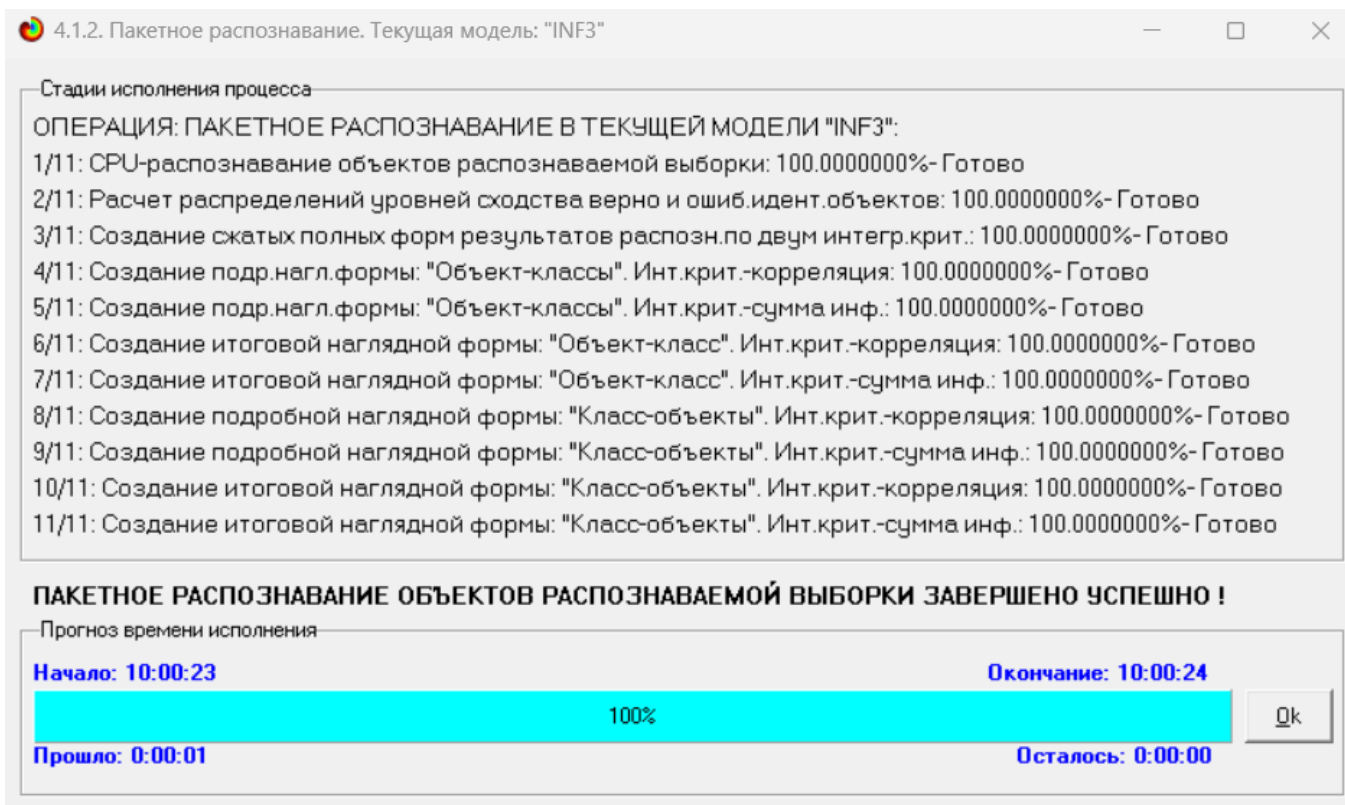 4.1.2. Пакетное распознавание. Текущая модель: "INF3"
Стадии исполнения процесса
ОПЕРАЦИЯ: ПАКЕТНОЕ РАСПОЗНАВАНИЕ В ТЕКУЩЕЙ МОДЕЛИ "INF3":
1/11: CPU-распознавание объектов распознаваемой выборки: 100.0000000%- Готово
2/11: Расчет распределений уровней сходства верно и ошиб.идент.объектов: 100.0000000%- Готово
3/11: Создание сжатых полных форм результатов распозн.по двум интегр.крит.: 100.0000000%- Готово
4/11: Создание подр.нагл.формы: "Объект-классы". Инт.крит.-корреляция: 100.0000000%- Готово
5/11: Создание подр.нагл.формы: "Объект-классы". Инт.крит.-сумма инф.: 100.0000000%- Готово
6/11: Создание итоговой наглядной формы: "Объект-класс". Инт.крит.-корреляция: 100.0000000%- Готово
7/11: Создание итоговой наглядной формы: "Объект-класс". Инт.крит.-сумма инф.: 100.0000000%- Готово
8/11: Создание подробной наглядной формы: "Класс-объекты". Инт.крит.-корреляция: 100.0000000%- Готово
9/11: Создание подробной наглядной формы: "Класс-объекты". Инт.крит.-сумма инф.: 100.0000000%- Готово
10/11: Создание итоговой наглядной формы: "Класс-объекты". Инт.крит.-корреляция: 100.0000000%- Готово
11/11: Создание итоговой наглядной формы: "Класс-объекты". Инт.крит.-сумма инф.: 100.0000000%- Готово
ПАКЕТНОЕ РАСПОЗНАВАНИЕ ОБЪЕКТОВ РАСПОЗНАВАЕМОЙ ВЫБОРКИ ЗАВЕРШЕНО УСПЕШНО !
Прогноз времени исполнения
Начало: 10:00:23 Окончание: 10:00:24
100% Ok
Прошло: 0:00:01 Осталось: 0:00:00